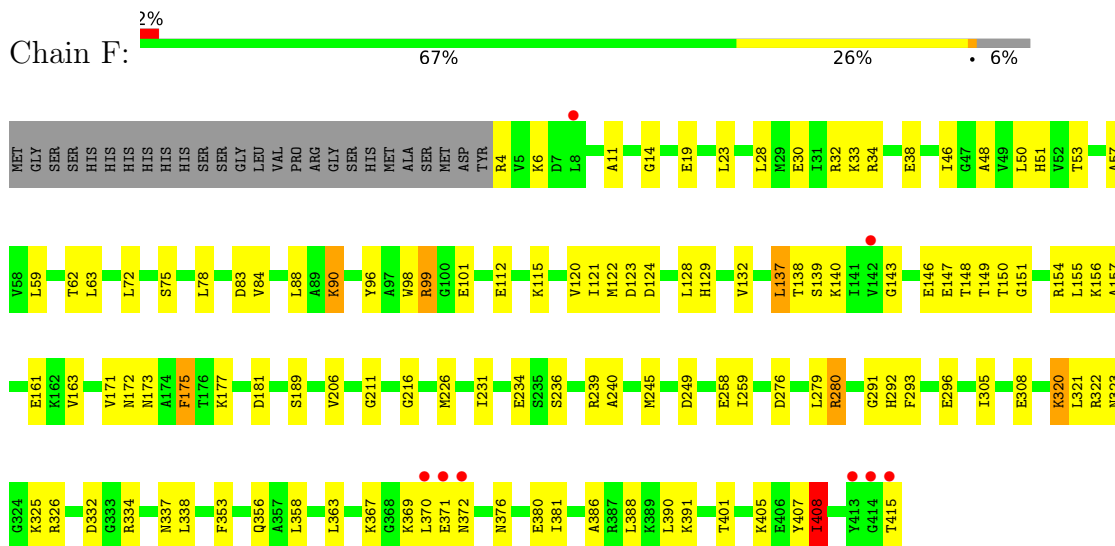 2%
Chain F:
67% 26% • 6%
MET GLY SER SER HIS HIS HIS HIS HIS HIS SER SER GLY LEU VAL PRO ARG GLY SER HIS MET ALA SER MET ASP TYR R4 V5 K6 D7 L8 A11 G14 E19 L23 L28 M29 E30 I31 R32 K33 R34 E38 I46 G47 A48 V49 L50 H51 V52 T53 A57
V58 L59 T62 L63 L72 S75 L78 D83 V84 L88 A89 K90 Y96 A97 W98 R99 G100 E101 E112 K115 V120 I121 M122 D123 D124 L128 H129 V132 L137 T138 S139 K140 I141 V142 G143 E146 E147 T148 T149 T150 G151 R154 L155 K156 A157
E161 K162 V163 V171 N172 N173 A174 F175 T176 K177 D181 S189 V206 G211 G216 M226 I231 E234 S235 S236 R239 A240 M245 D249 E258 I259 D276 L279 R280 G291 H292 F293 E296 I305 E308 K320 L321 R322 N323
G324 K325 R326 D332 G333 R334 N337 L338 F353 Q356 A357 L358 L363 K367 G368 K369 L370 E371 N372 N376 E380 I381 A386 R387 L388 K389 L390 K391 T401 K405 E406 Y407 I408 Y413 G414 T415